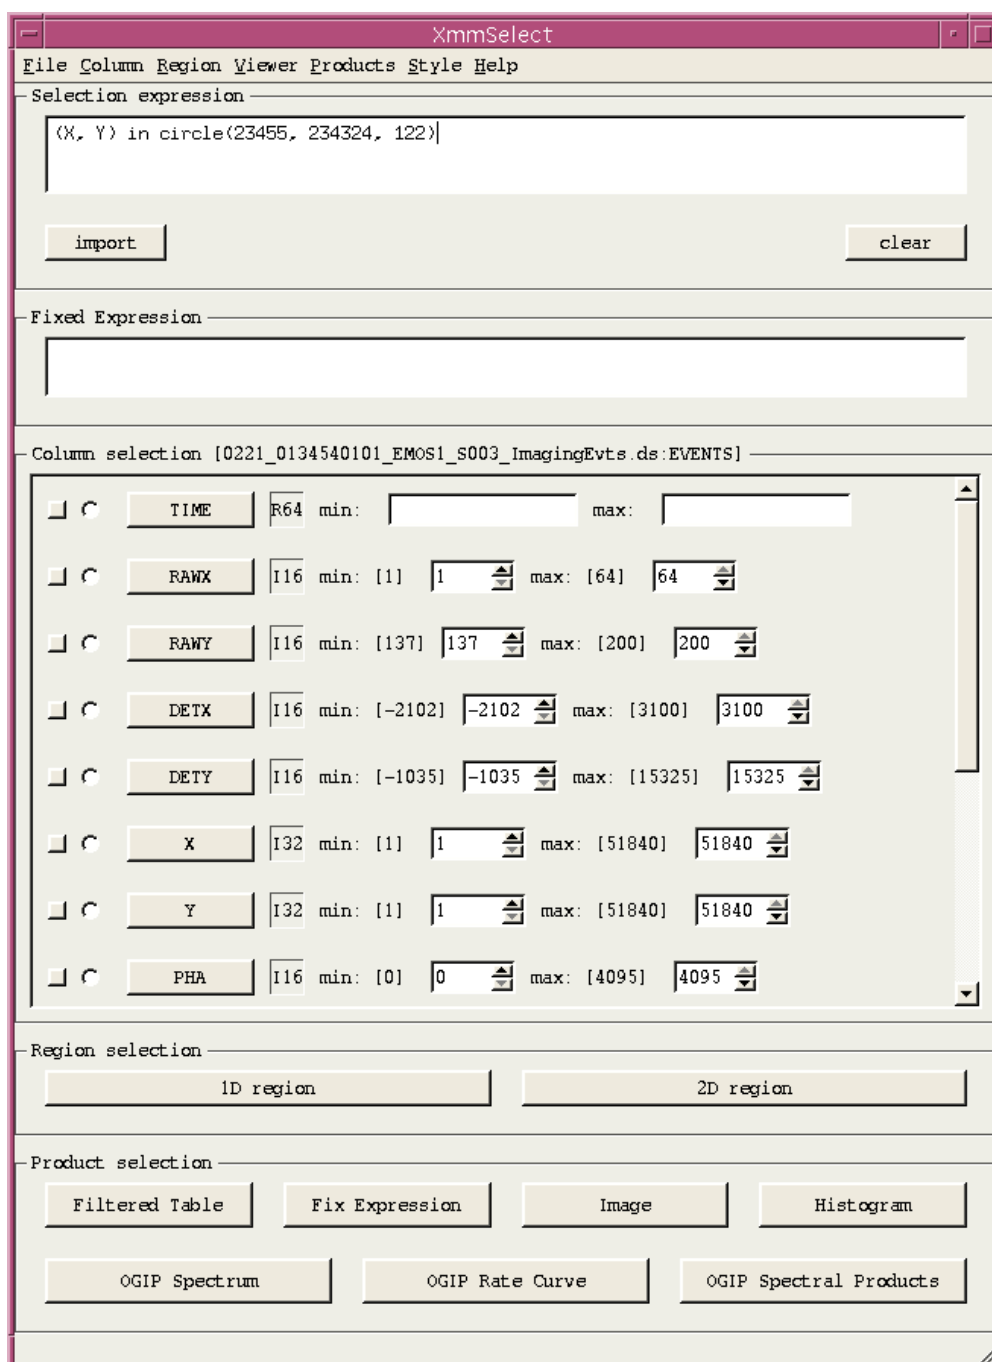 XmmSelect
File Column Region Viewer Products Style Help
Selection expression
(X, Y) in circle(23455, 234324, 122)
import clear
Fixed Expression
Column selection [0221_0134540101_EMOS1_S003_ImagingEvts.ds:EVENTS]
TIME R64 min: max:
RAWX I16 min: [1] 1 max: [64] 64
RAWY I16 min: [137] 137 max: [200] 200
DETX I16 min: [-2102] -2102 max: [3100] 3100
DETY I16 min: [-1035] -1035 max: [15325] 15325
X I32 min: [1] 1 max: [51840] 51840
Y I32 min: [1] 1 max: [51840] 51840
PHA I16 min: [0] 0 max: [4095] 4095
Region selection
1D region 2D region
Product selection
Filtered Table Fix Expression Image Histogram
OGIP Spectrum OGIP Rate Curve OGIP Spectral Products